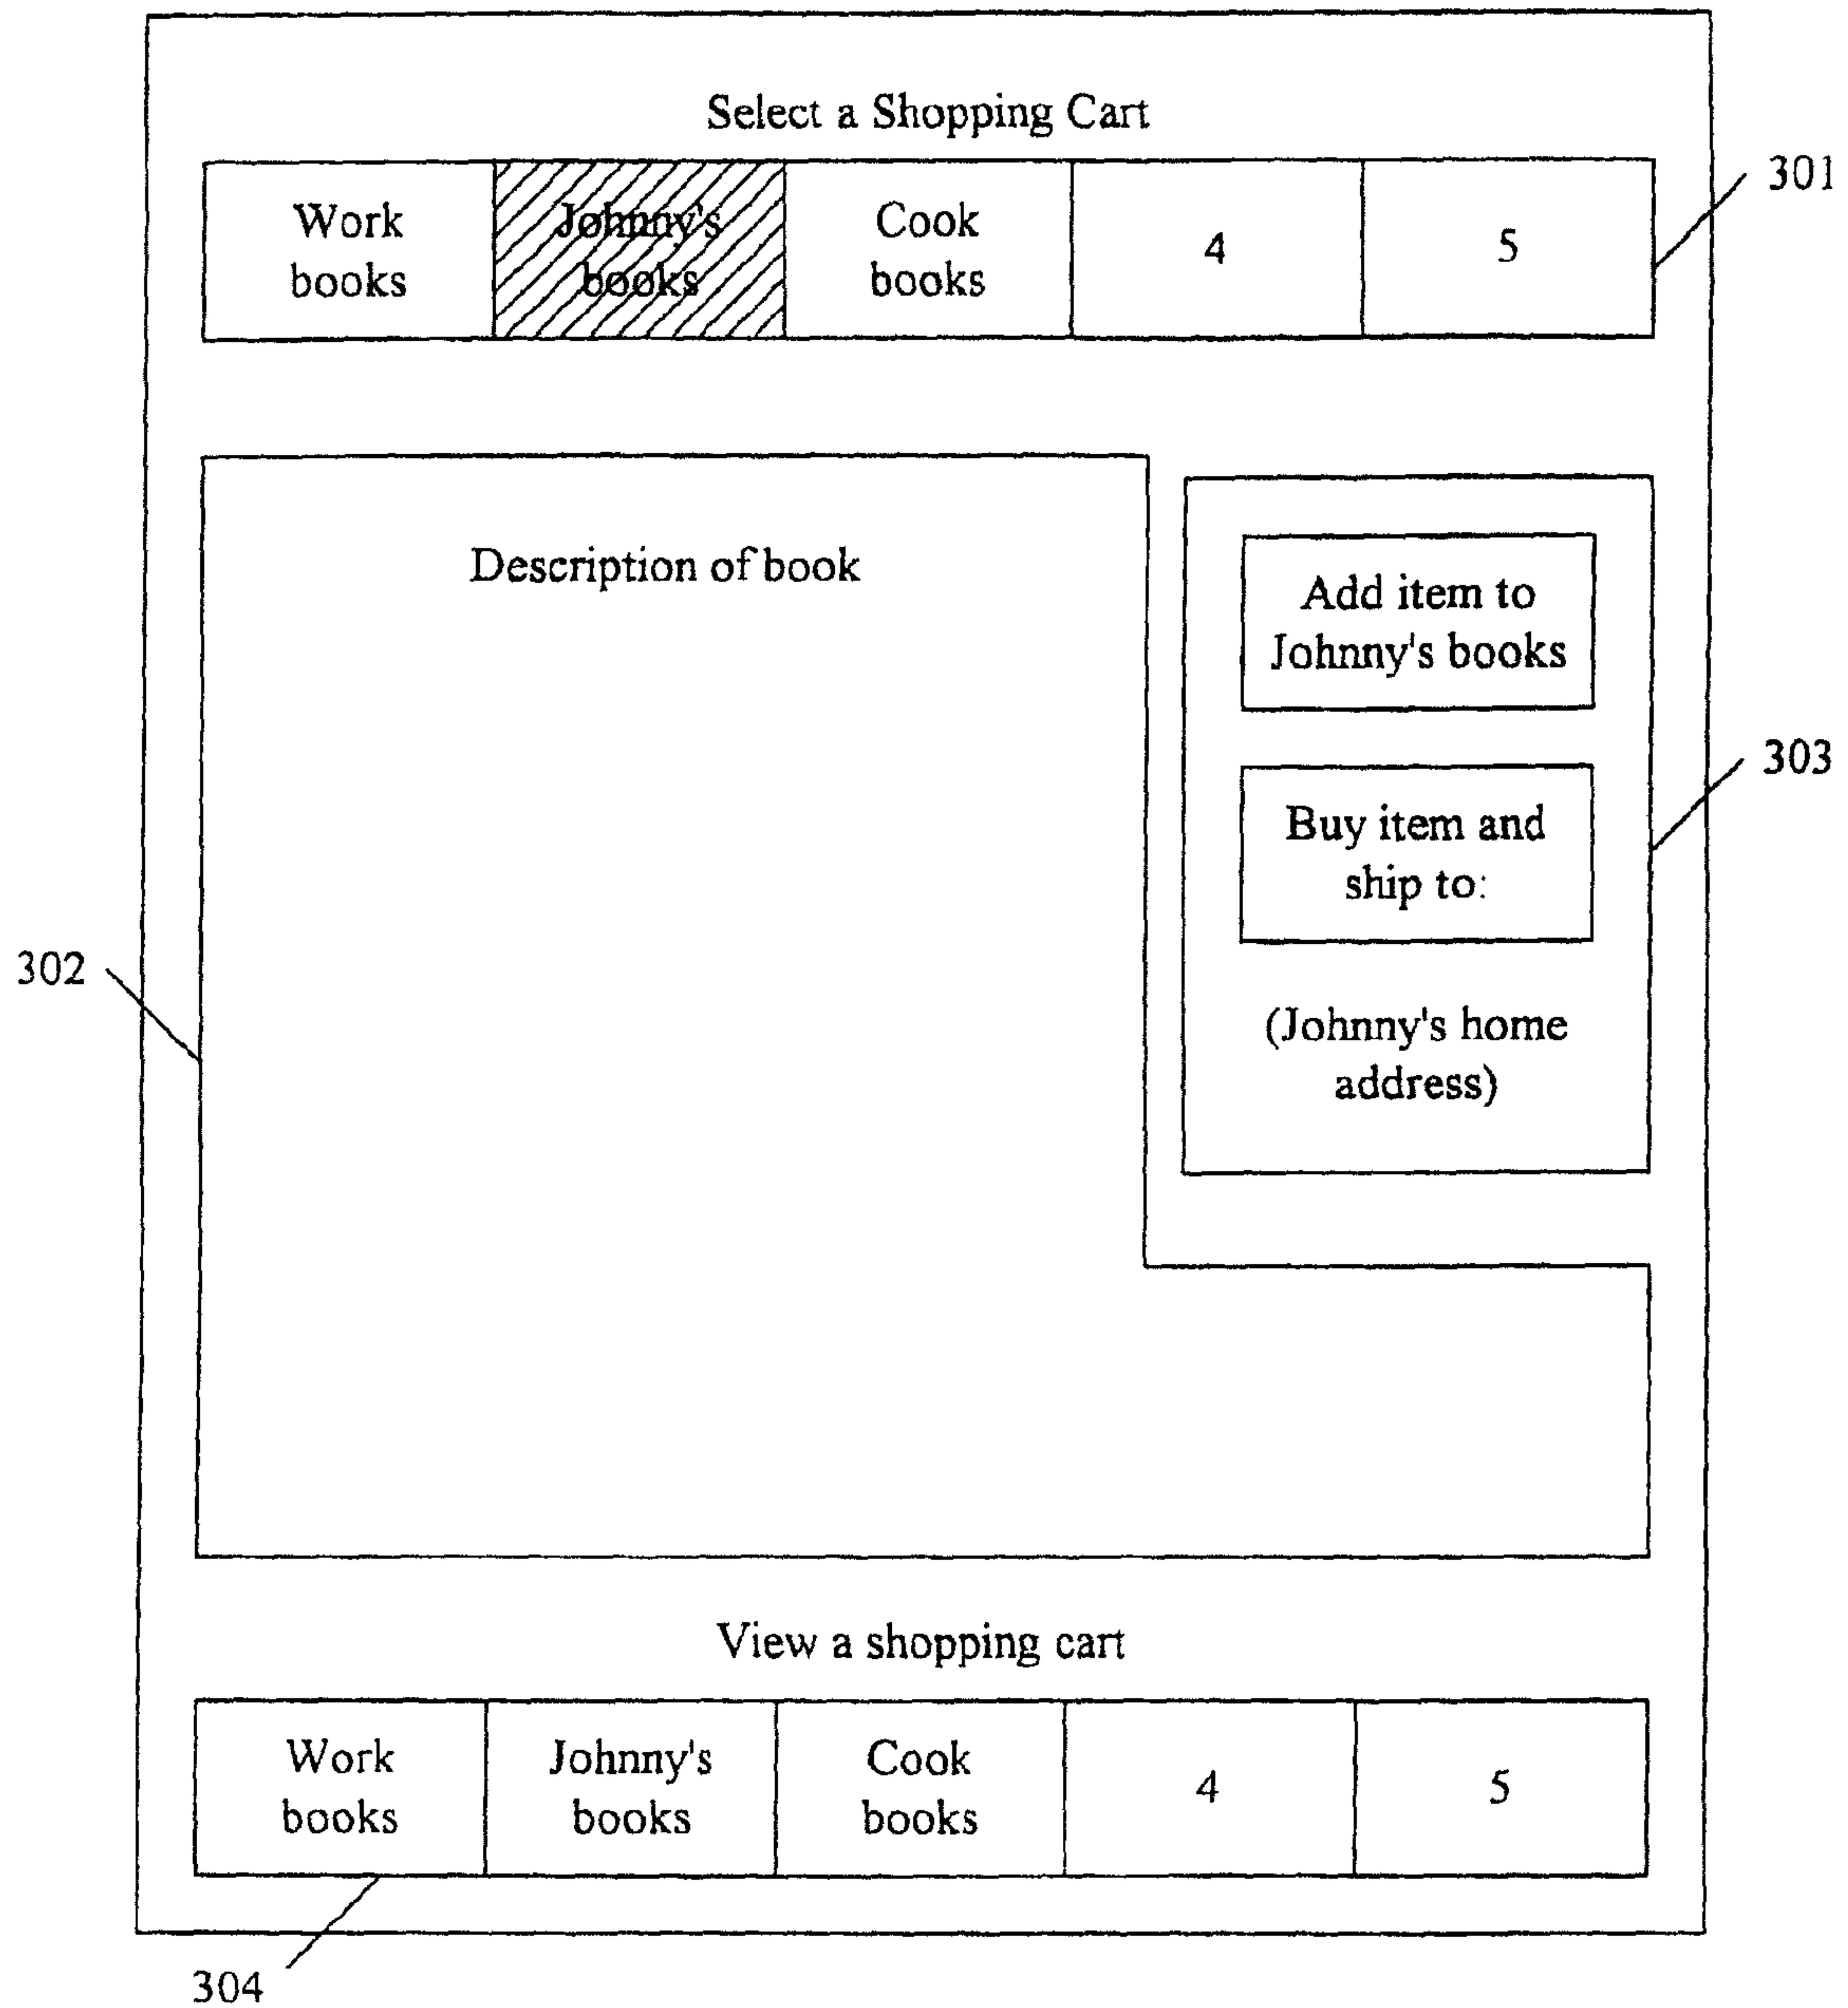 Select a Shopping Cart
301
Work
books
Johnny's
books
Cook
books
4
5
Description of book
Add item to
Johnny's books
303
Buy item and
ship to:
302
(Johnny's home
address)
View a shopping cart
Work
books
Johnny's
books
Cook
books
4
5
304